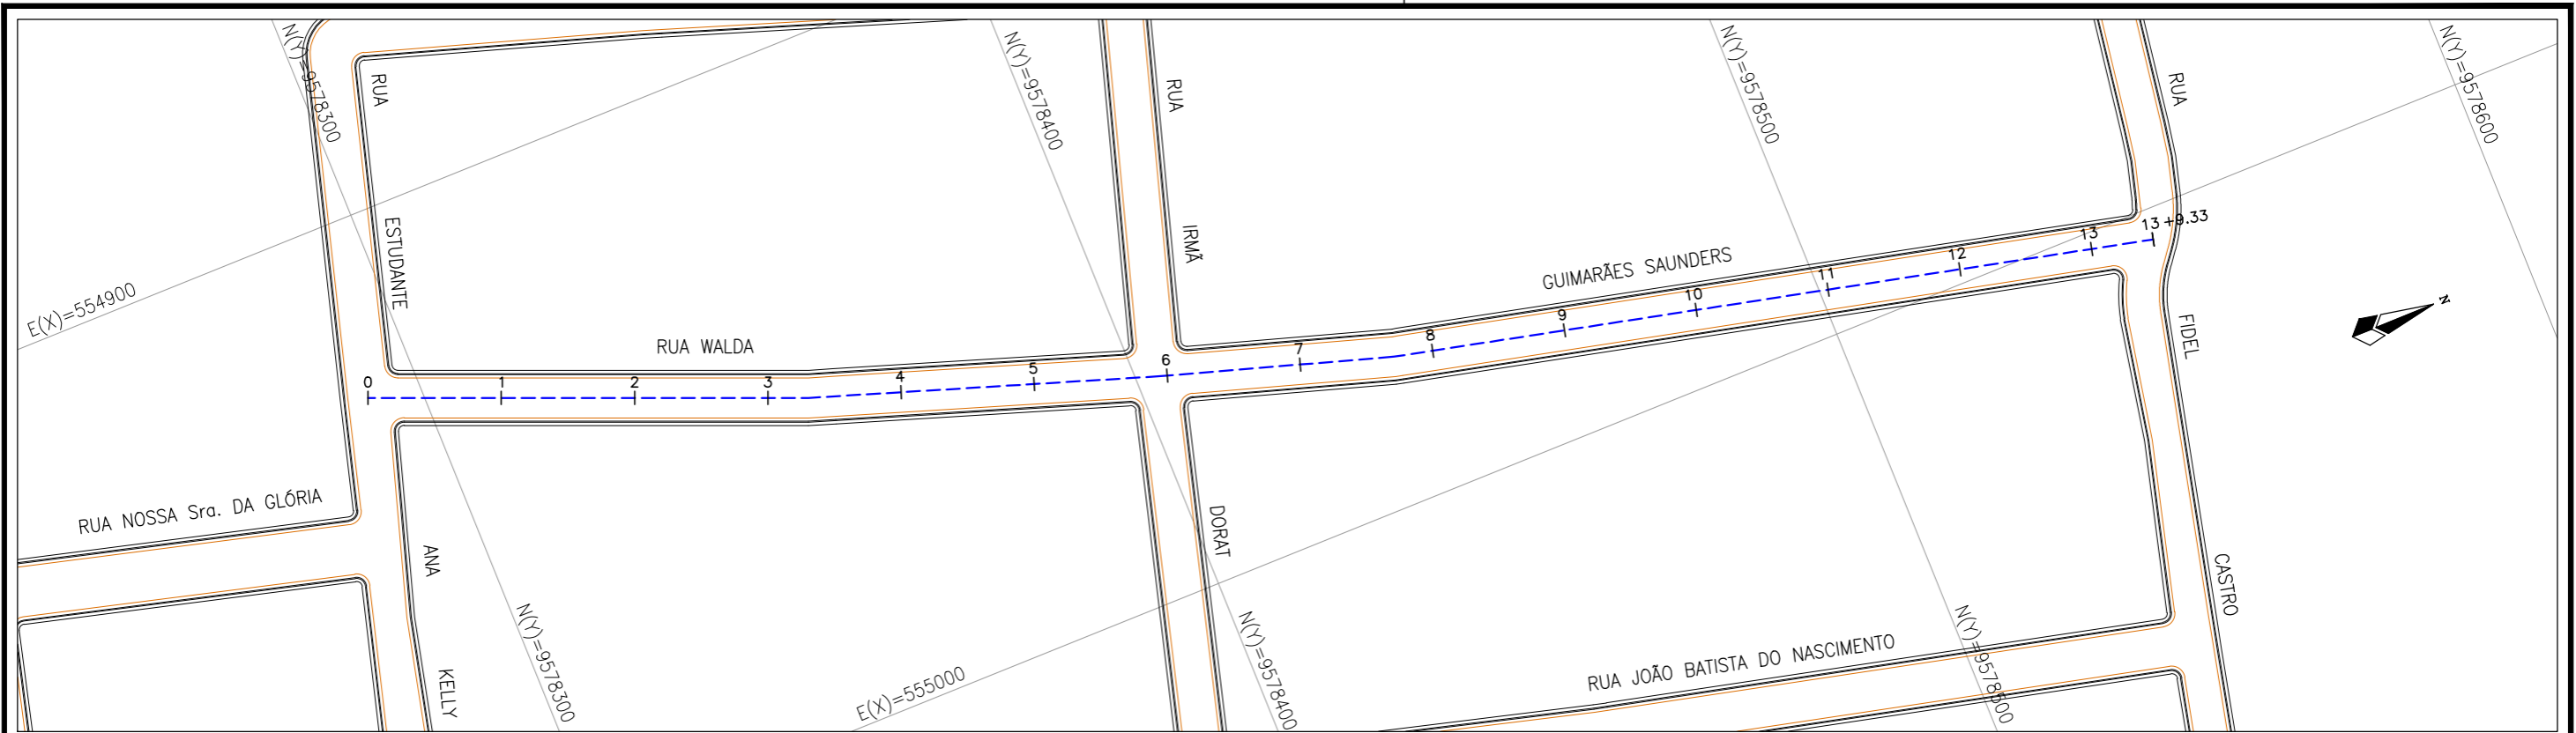 N(Y)=9578300
N(Y)=9578400
N(Y)=9578500
N(Y)=9578600
RUA
RUA
RUA
ESTUDANTE
IRMÃ
13 +9.33
13
12
11
10
9
8
7
6
5
4
3
2
1
0
GUIMARÃES SAUNDERS
E(X)=554900
RUA WALDA
N
FIDEL
RUA NOSSA Sra. DA GLÓRIA
DORAT
ANA
CASTRO
KELLY
N(Y)=9578300
N(Y)=9578400
N(Y)=9578500
E(X)=555000
RUA JOÃO BATISTA DO NASCIMENTO